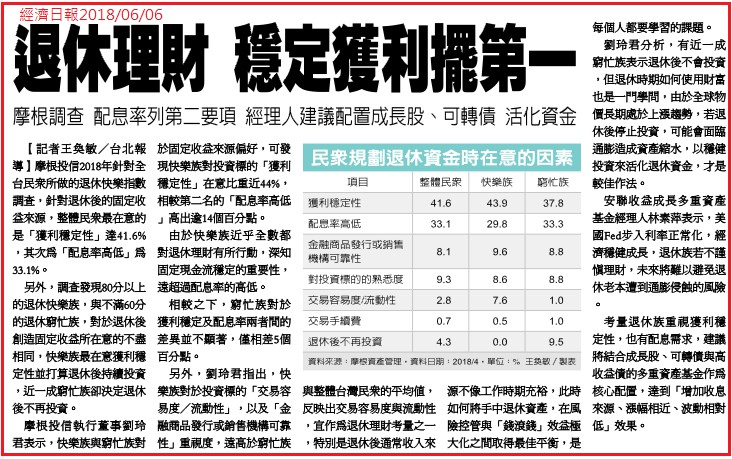 經濟日報2018/06/06
退休理財 穩定獲利擺第一
摩根調查 配息率列第二要項 經理人建議配置成長股、可轉債 活化資金
【記者王奐敏／台北報
導】摩根投信2018年針對全
台民眾所做的退休快樂指數
調查，針對退休後的固定收
益來源，整體民眾最在意的
是「獲利穩定性」達41.6%
，其次為「配息率高低」為
33.1%。
另外，調查發現80分以上
的退休快樂族，與不滿60分
的退休窮忙族，對於退休後
創造固定收益所在意的不盡
相同，快樂族最在意獲利穩
定性並打算退休後持續投資
，近一成窮忙族卻決定退休
後不再投資。
摩根投信執行董事劉玲
君表示，快樂族與窮忙族對
於固定收益來源偏好，可發
現快樂族對投資標的「獲利
穩定性」在意比重近44%，
相較第二名的「配息率高低
」高出逾14個百分點。
由於快樂族近乎全數都
對退休理財有所行動，深知
固定現金流穩定的重要性，
遠超過配息率的高低。
相較之下，窮忙族對於
獲利穩定及配息率兩者間的
差異並不顯著，僅相差5個
百分點。
另外，劉玲君指出，快
樂族對於投資標的「交易容
易度／流動性」，以及「金
融商品發行或銷售機構可靠
性」重視度，遠高於窮忙族
民眾規劃退休資金時在意的因素
項目 整體民眾 快樂族 窮忙族
獲利穩定性 41.6 43.9 37.8
配息率高低 33.1 29.8 33.3
金融商品發行或銷售
機構可靠性 8.1 9.6 8.8
對投資標的的熟悉度 9.3 8.6 8.8
交易容易度/流動性 2.8 7.6 1.0
交易手續費 0.7 0.5 1.0
退休後不再投資 4.3 0.0 9.5
資料來源：摩根資產管理・資料日期：2018/4・單位：% 王奐敏／製表
與整體台灣民眾的平均值，
反映出交易容易度與流動性
，宜作為退休理財考量之一
，特別是退休後通常收入來
源不像工作時期充裕，此時
如何將手中退休資產，在風
險控管與「錢滾錢」效益極
大化之間取得最佳平衡，是
每個人都要學習的課題。
劉玲君分析，有近一成
窮忙族表示退休後不會投資
，但退休時期如何使用財富
也是一門學問，由於全球物
價長期處於上漲趨勢，若退
休後停止投資，可能會面臨
通膨造成資產縮水，以穩健
投資來活化退休資金，才是
較佳作法。
安聯收益成長多重資產
基金經理人林素萍表示，美
國Fed步入利率正常化，經
濟穩健成長，退休族若不謹
慎理財，未來將難以避免退
休老本遭到通膨侵蝕的風險
。
考量退休族重視獲利穩
定性，也有配息需求，建議
將結合成長股、可轉債與高
收益債的多重資產基金作為
核心配置，達到「增加收息
來源、漲幅相近、波動相對
低」效果。